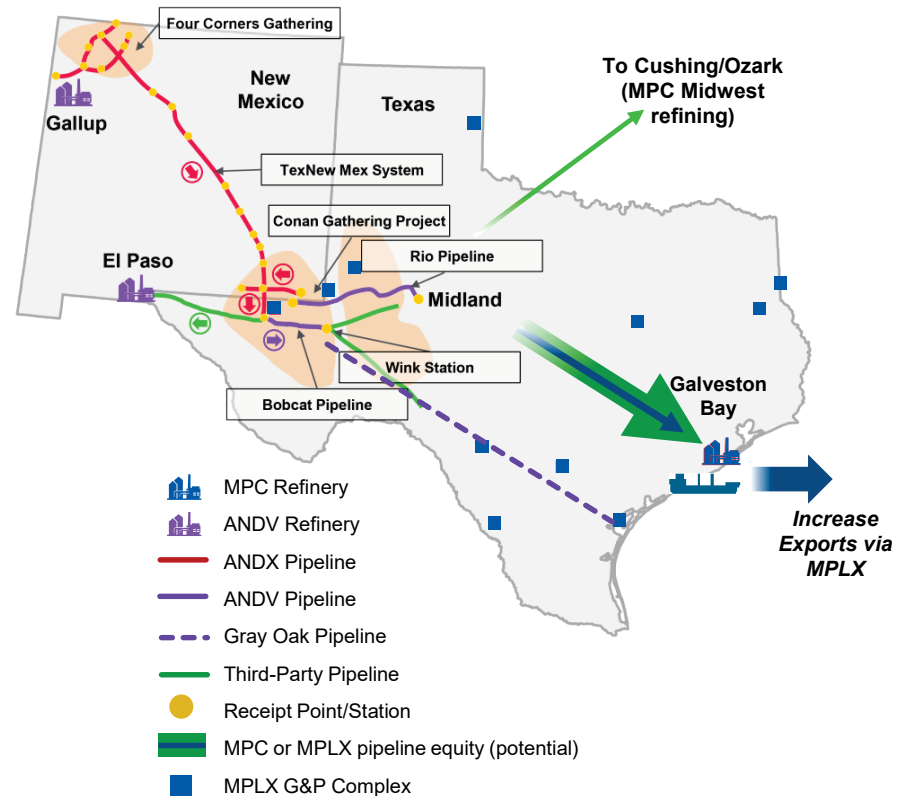 Four Corners Gathering
New
Mexico
Texas
To Cushing/Ozark
(MPC Midwest
refining)
Gallup
TexNew Mex System
Conan Gathering Project
El Paso
Rio Pipeline
Midland
Wink Station
Bobcat Pipeline
Galveston
Bay
Increase
Exports via
MPLX
MPC Refinery
ANDV Refinery
ANDX Pipeline
ANDV Pipeline
Gray Oak Pipeline
Third-Party Pipeline
Receipt Point/Station
MPC or MPLX pipeline equity (potential)
MPLX G&P Complex